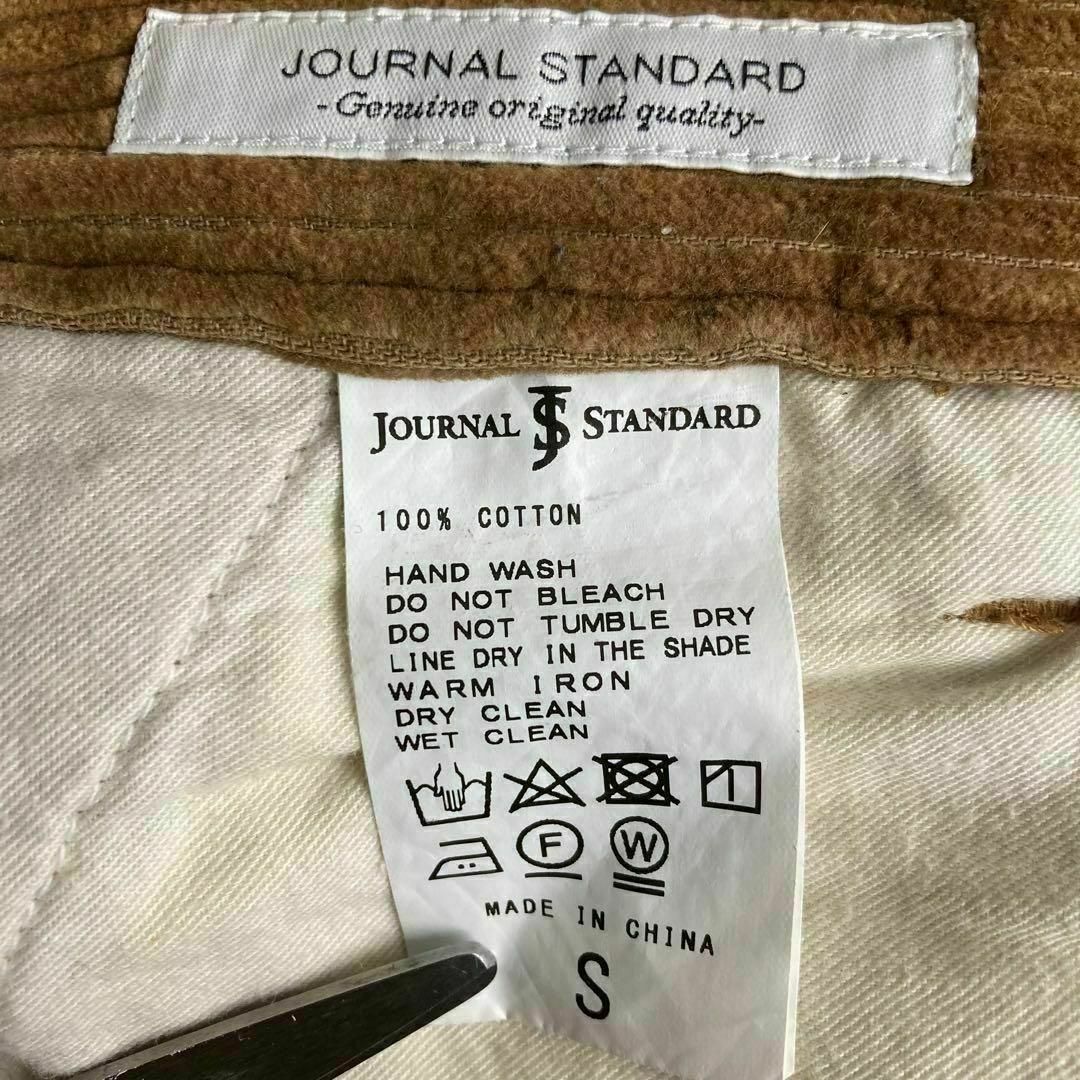 JOURNAL STANDARD
-Genuine original quality-
JOURNAL JS STANDARD
100% COTTON
HAND WASH
DO NOT BLEACH
DO NOT TUMBLE DRY
LINE DRY IN THE SHADE
WARM IRON
DRY CLEAN
WET CLEAN
F W
MADE IN CHINA
S